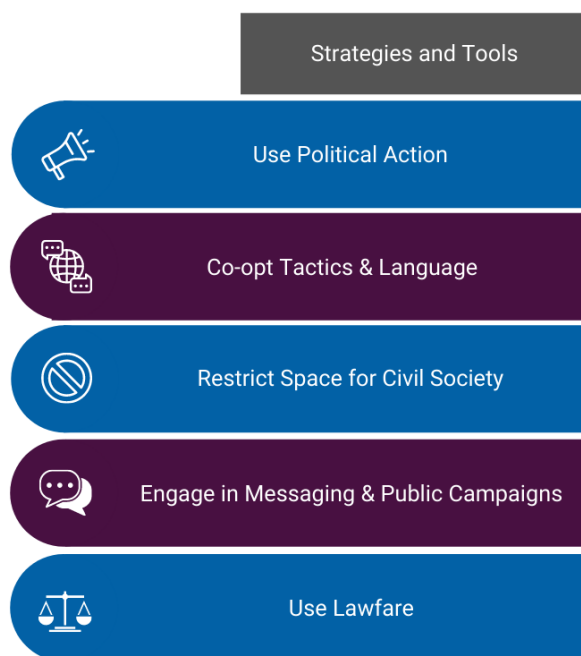 Strategies and Tools
Use Political Action
Co-opt Tactics & Language
Restrict Space for Civil Society
Engage in Messaging & Public Campaigns
Use Lawfare